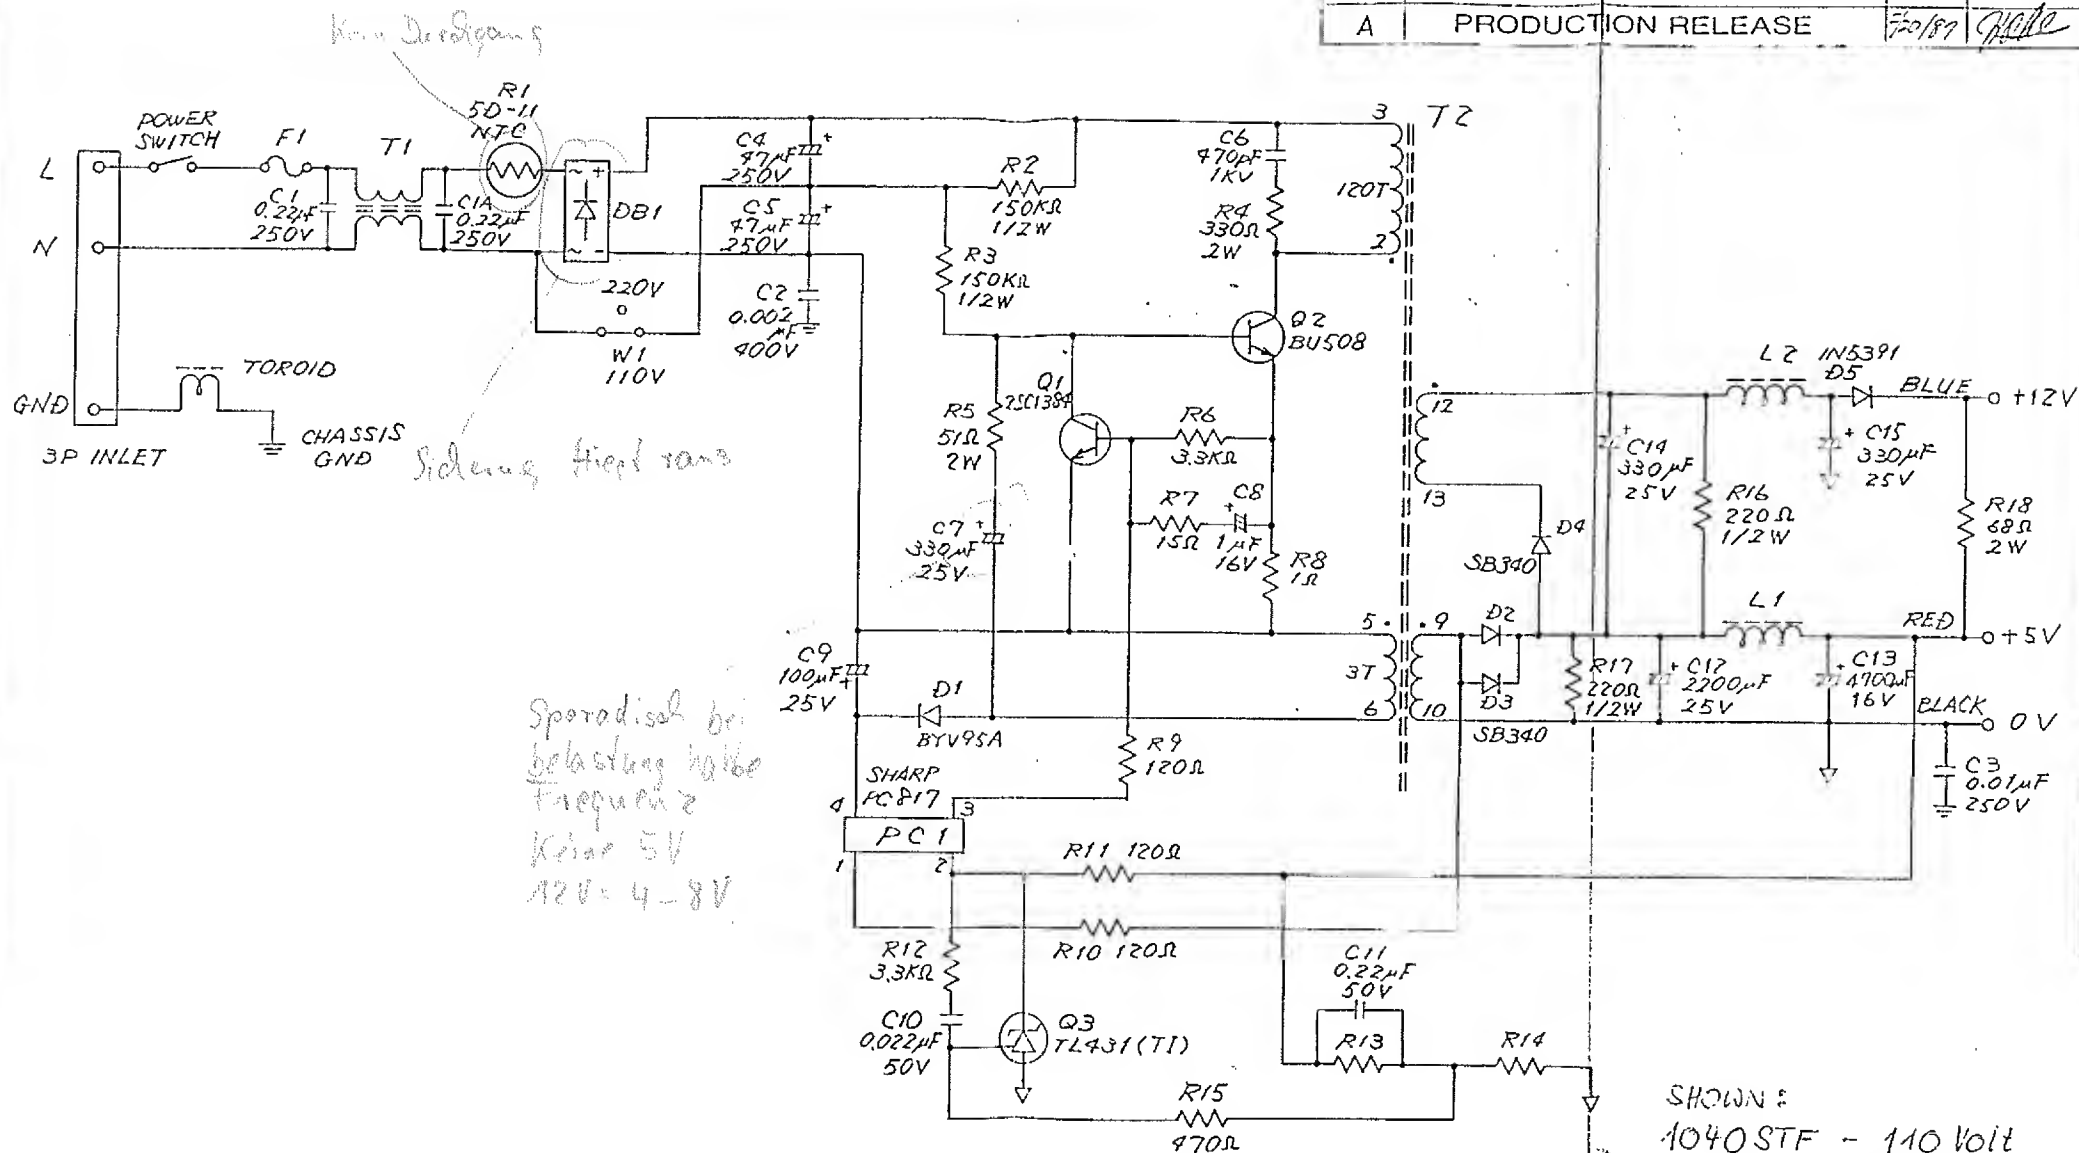 A PRODUCTION RELEASE
POWER SWITCH
F1
T1
R1
5D-11
NTC
L
N
GND
3P INLET
C1
0.22µF
250V
C1A
0.22µF
250V
DB1
TOROID
CHASSIS
GND
220V
W1
110V
C4
47µF
250V
C5
47µF
250V
C2
0.002
µF
400V
R2
150KΩ
1/2W
R3
150KΩ
1/2W
C6
470pF
1KV
R4
330Ω
2W
3
120T
2
T2
Q2
BU508
Q1
2SC1384
R5
51Ω
2W
R6
3.3KΩ
R7
15Ω
C8
+
1µF
16V
R8
1Ω
C7
+
330µF
25V
C9
100µF
+
25V
D1
BYV95A
5
3T
6
9
10
12
13
D4
SB340
D2
D3
SB340
C14
+
330µF
25V
R16
220Ω
1/2W
L2
1N5391
D5
BLUE
+12V
C15
+
330µF
25V
R18
68Ω
2W
L1
RED
+5V
R17
220Ω
1/2W
C12
+
2200µF
25V
C13
+
4700µF
16V
BLACK
0V
C3
0.01µF
250V
R9
120Ω
SHARP
PC817
4
3
PC1
1
2
R11 120Ω
R10 120Ω
R12
3.3KΩ
C10
0.022µF
50V
Q3
TL431(TI)
C11
0.22µF
50V
R13
R14
R15
470Ω
Sporadisch bei
belastung halbe
Frequenz
Keine 5V
12V = 4-8V
SHOWN:
1040STF - 110 Volt